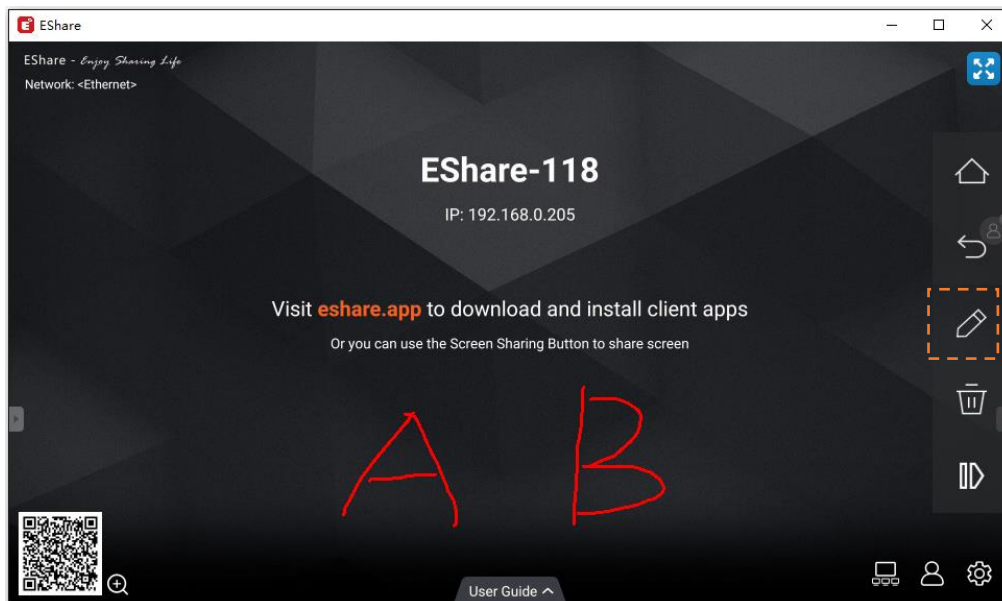 EShare
EShare - Enjoy Sharing Life
Network: <Ethernet>
EShare-118
IP: 192.168.0.205
Visit eshare.app to download and install client apps
Or you can use the Screen Sharing Button to share screen
A B
User Guide